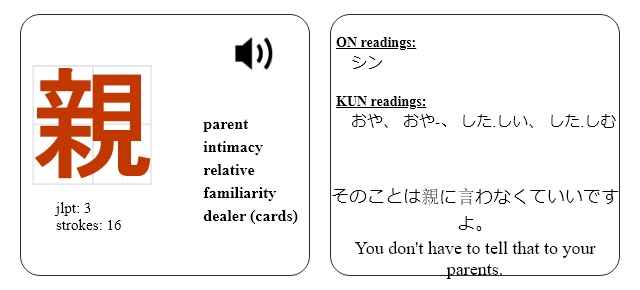 親
jlpt: 3
strokes: 16
parent
intimacy
relative
familiarity
dealer (cards)
ON readings:
シン
KUN readings:
おや、 おや-、 した.しい、 した.しむ
そのことは親に言わなくていいです
よ。
You don't have to tell that to your
parents.